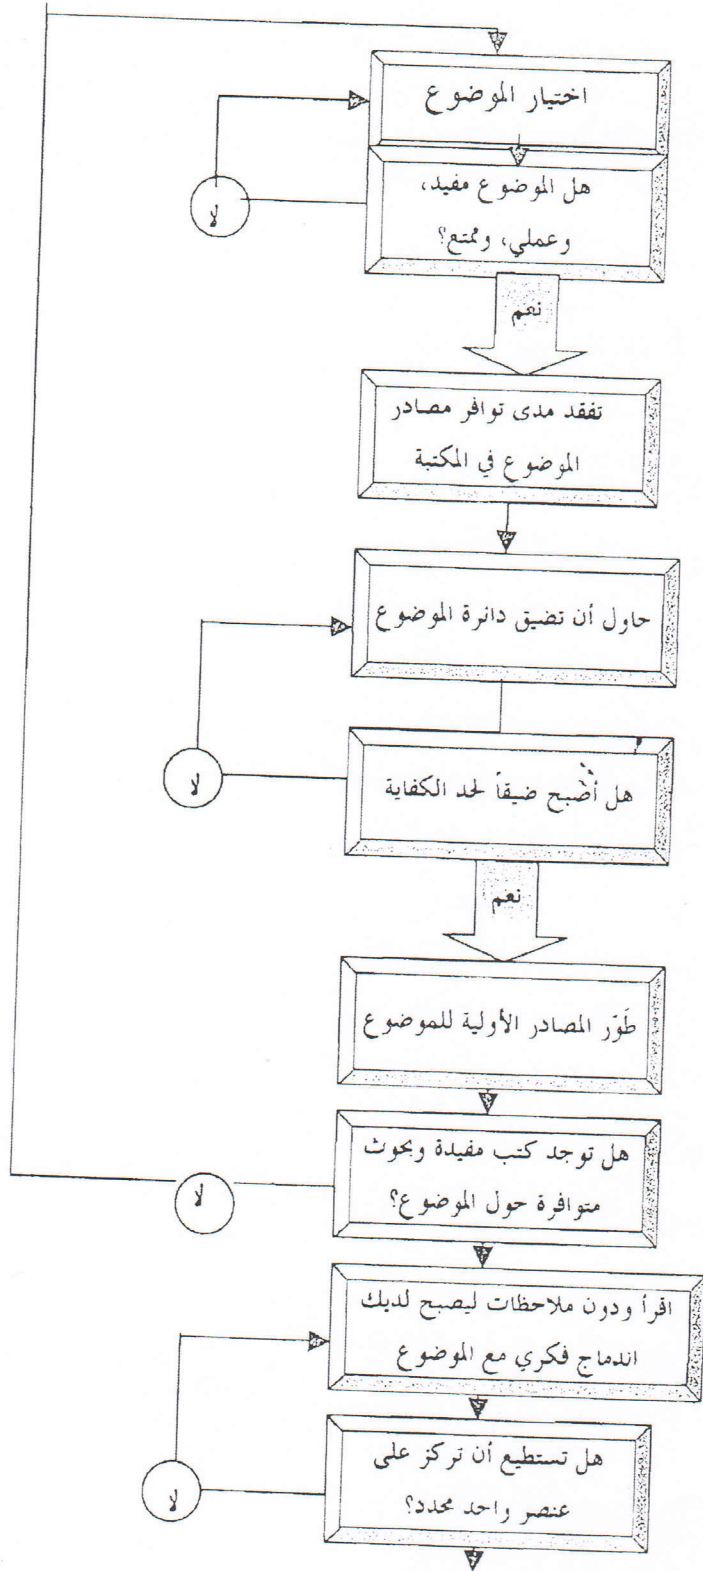 اختيار الموضوع
هل الموضوع مفيد،
وعملي، وممتع؟
لا
نعم
تفقد مدى توافر مصادر
الموضوع في المكتبة
حاول أن تضيق دائرة الموضوع
هل أصبح ضيقاً لحد الكفاية
لا
نعم
طَوّر المصادر الأولية للموضوع
هل توجد كتب مفيدة وبحوث
متوافرة حول الموضوع؟
لا
اقرأ ودون ملاحظات ليصبح لديك
اندماج فكري مع الموضوع
هل تستطيع أن تركز على
عنصر واحد محدد؟
لا